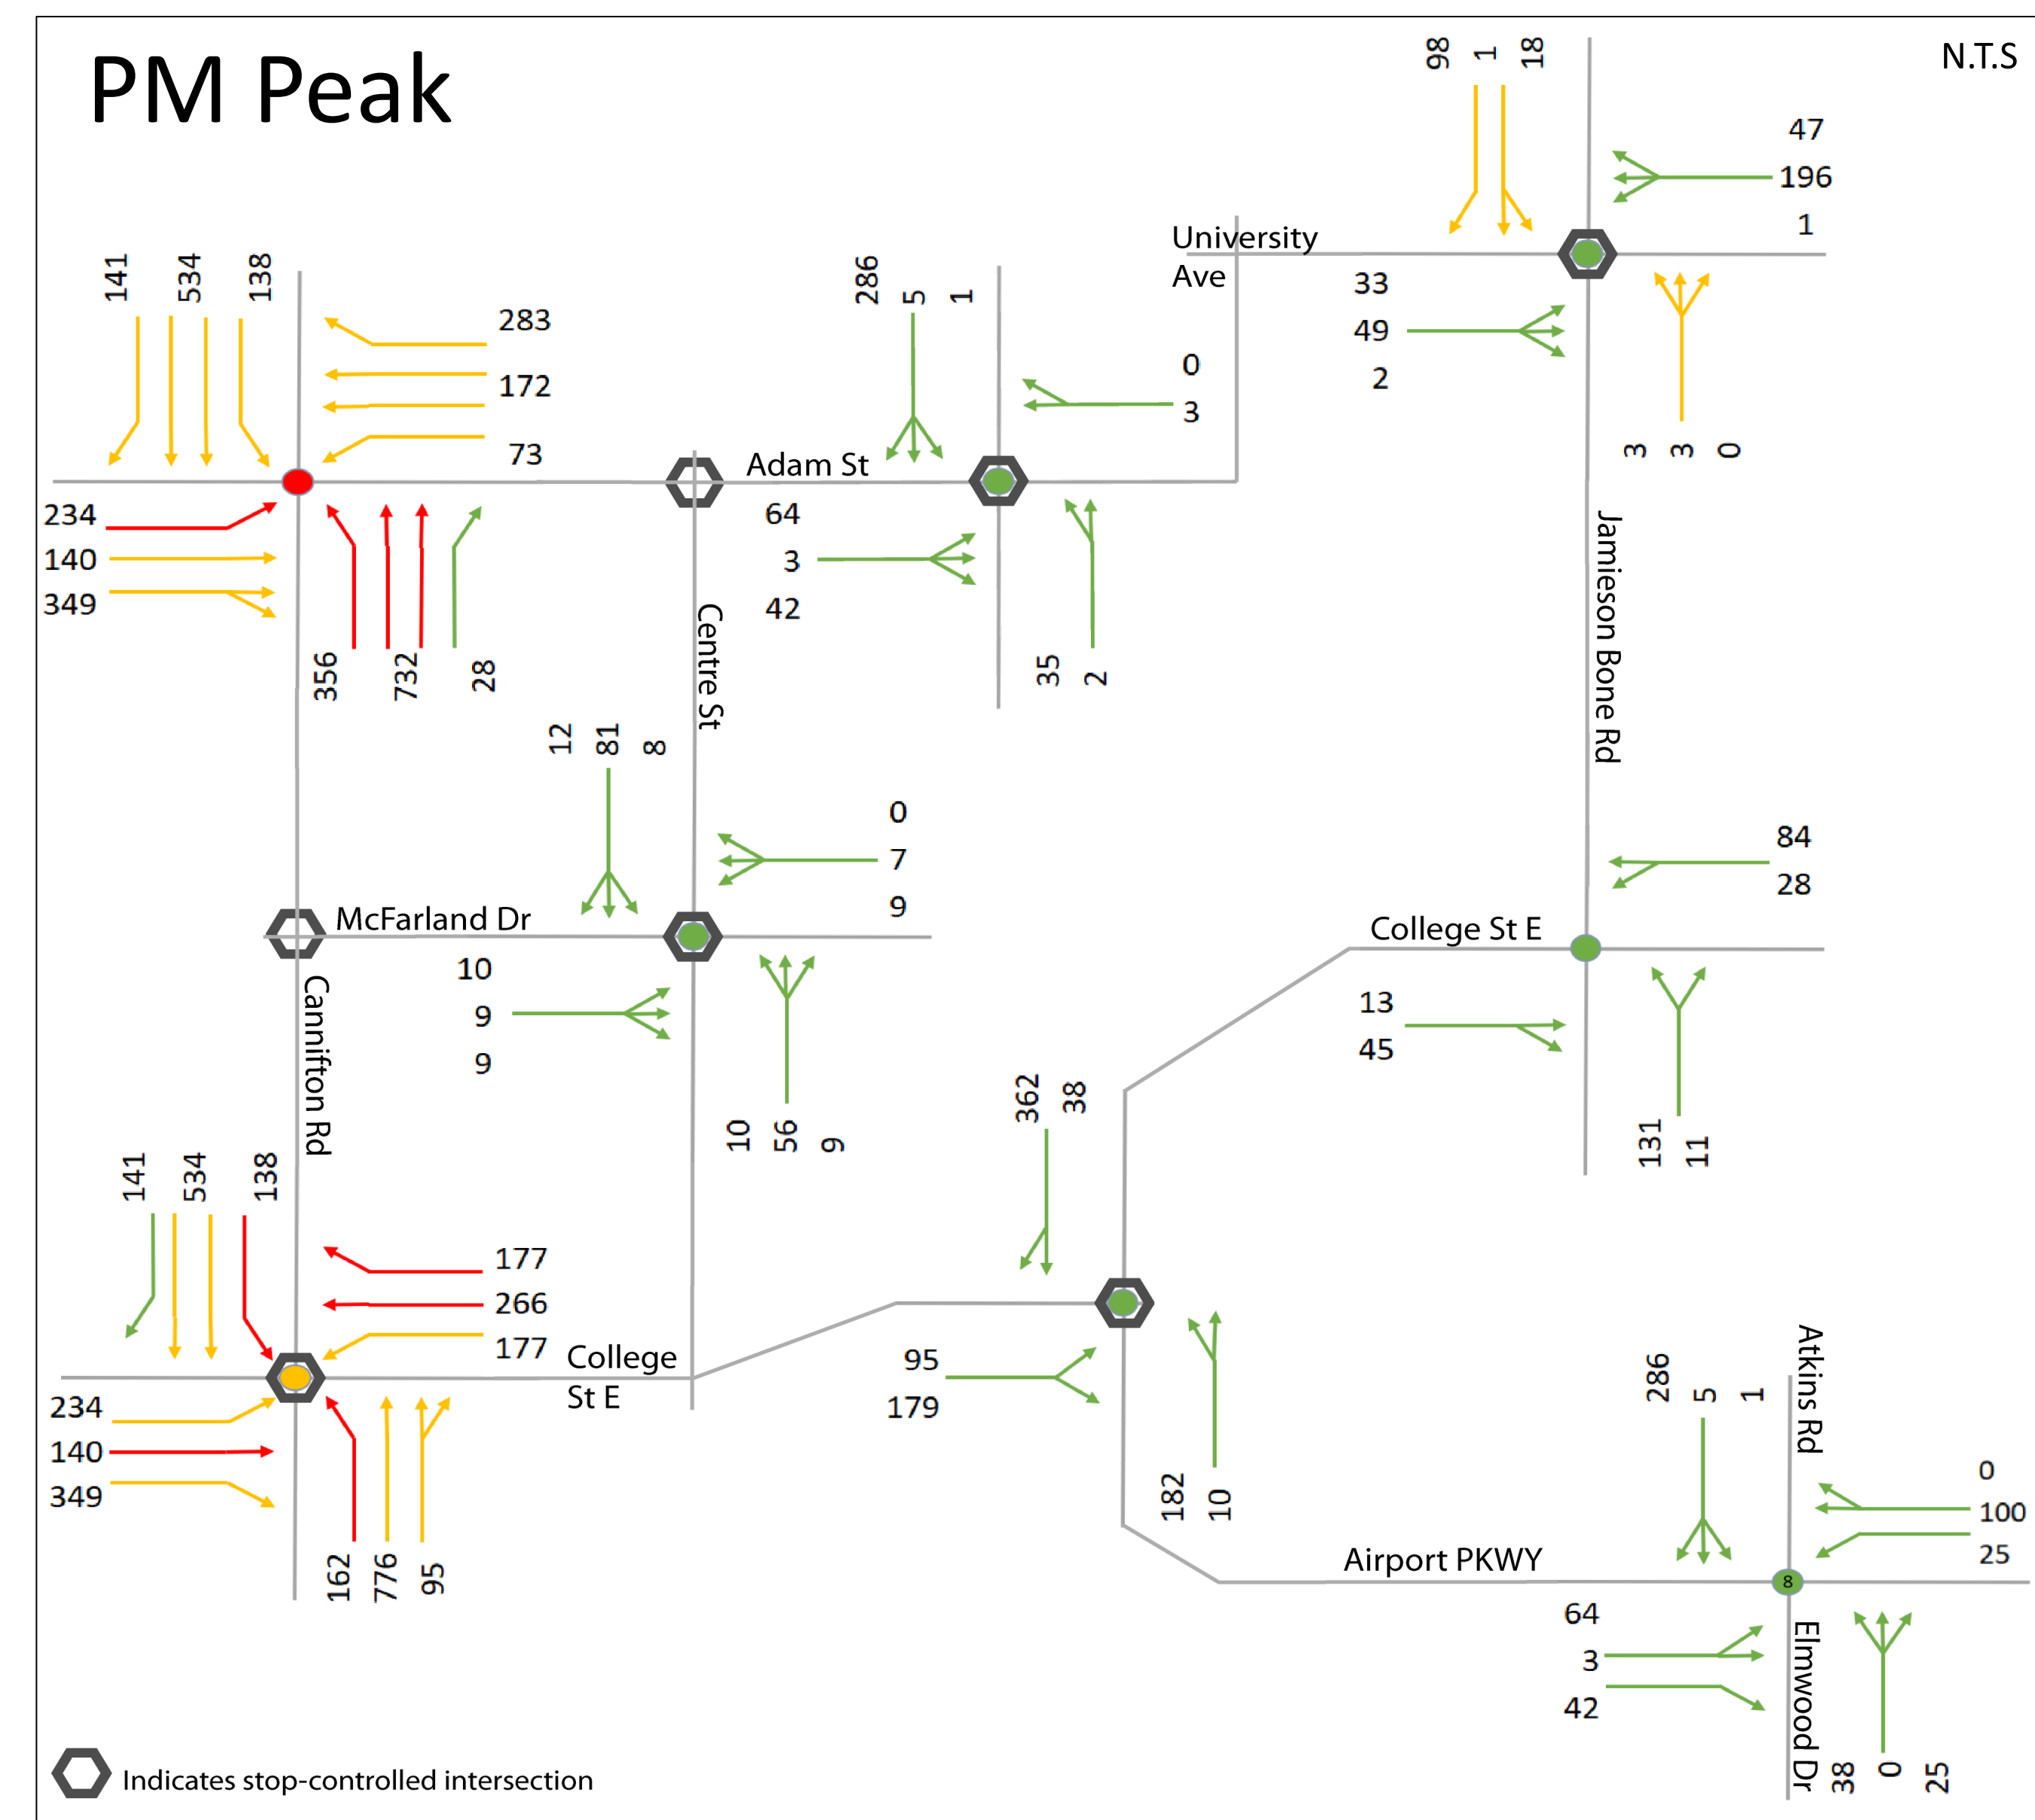 PM Peak
N.T.S
98 1 18
47
196
1
University
Ave
33
49
2
3 3 0
141 534 138
283
172
73
234
140
349
356 732 28
286 5 1
0
3
Adam St
64
3
42
35 2
Centre St
Jamieson Bone Rd
12 81 8
0
7
9
McFarland Dr
10
9
9
10 56 9
Cannifton Rd
84
28
College St E
13
45
131 11
362 38
95
179
182 10
141 534 138
177
266
177
College
St E
234
140
349
162 776 95
Airport PKWY
286 5 1
Atkins Rd
0
100
25
8
64
3
42
Elmwood Dr
38 0 25
Indicates stop-controlled intersection